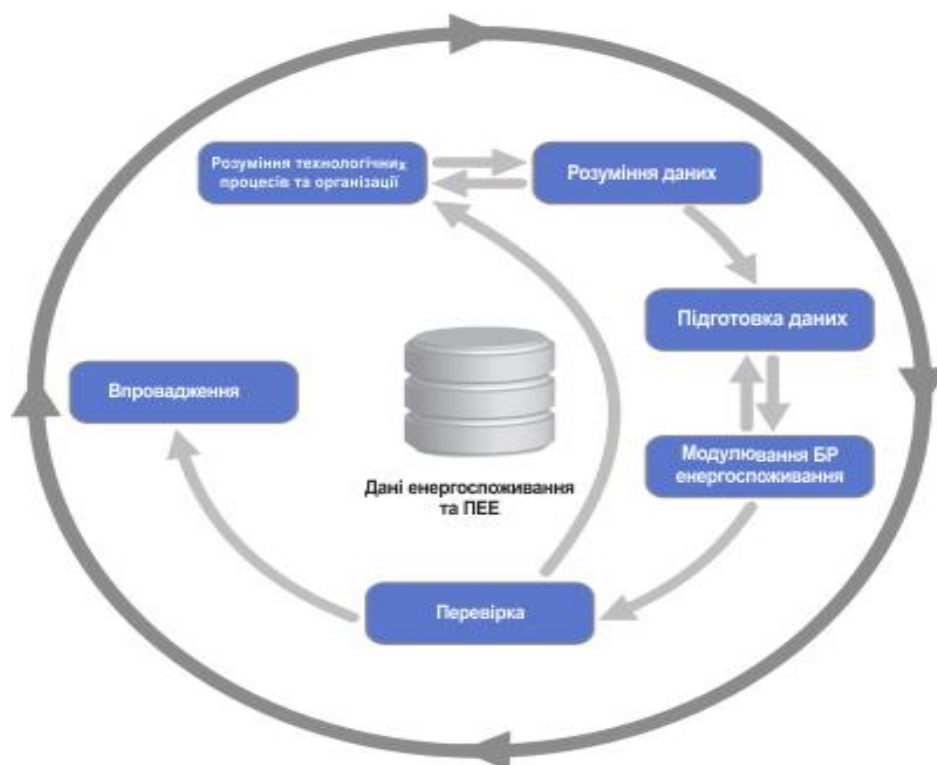 Розуміння технологічних
процесів та організації
Розуміння даних
Підготовка даних
Впровадження
Модулювання БР
енергоспоживання
Дані енергоспоживання
та ПЕЕ
Перевірка